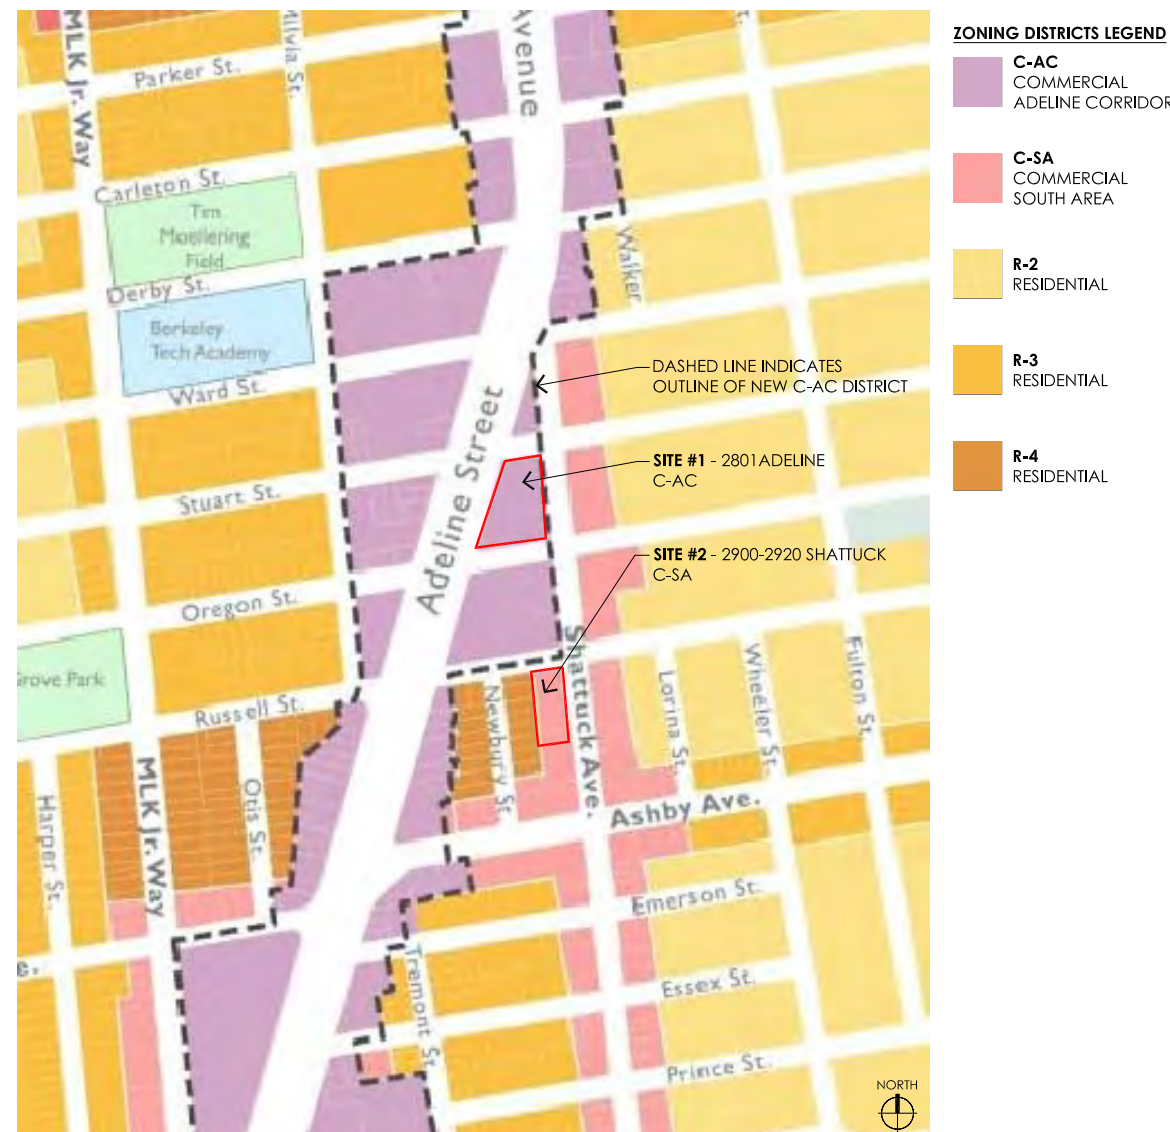 Avenue
Milvia St.
St.
MLK Jr. Way
Parker St.
Carleton St.
Tim
Moellering
Field
Walker
Derby St.
Berkeley
Tech Academy
Ward St.
DASHED LINE INDICATES
OUTLINE OF NEW C-AC DISTRICT
Adeline Street
SITE #1 - 2801ADELINE
C-AC
Stuart St.
SITE #2 - 2900-2920 SHATTUCK
C-SA
Oregon St.
Shattuck Ave.
Fulton St.
Wheeler St.
Lorina St.
Grove Park
Russell St.
Newbury St.
MLK Jr. Way
Otis St.
Harper St.
Ashby Ave.
Emerson St.
e.
Tremont St.
Essex St.
Prince St.
NORTH
ZONING DISTRICTS LEGEND
C-AC
COMMERCIAL
ADELINE CORRIDOR
C-SA
COMMERCIAL
SOUTH AREA
R-2
RESIDENTIAL
R-3
RESIDENTIAL
R-4
RESIDENTIAL